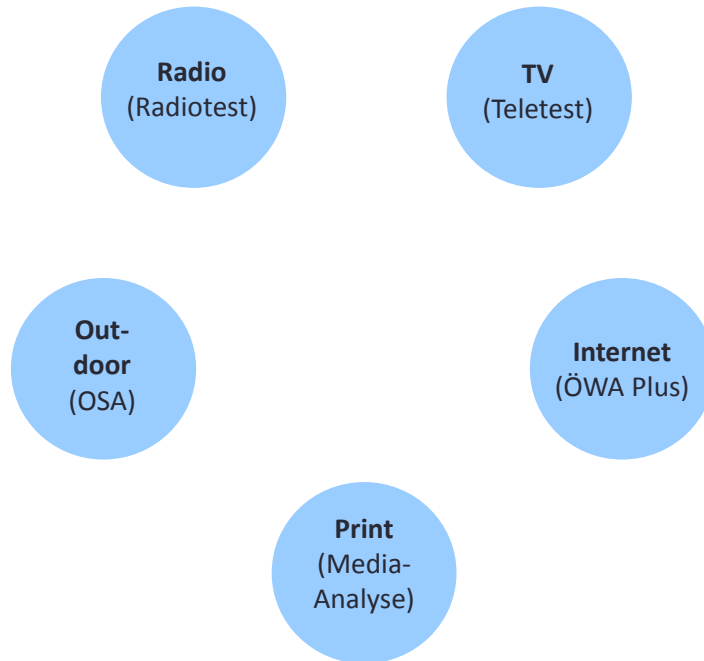 Radio
(Radiotest)
TV
(Teletest)
Out-
door
(OSA)
Internet
(ÖWA Plus)
Print
(Media-
Analyse)